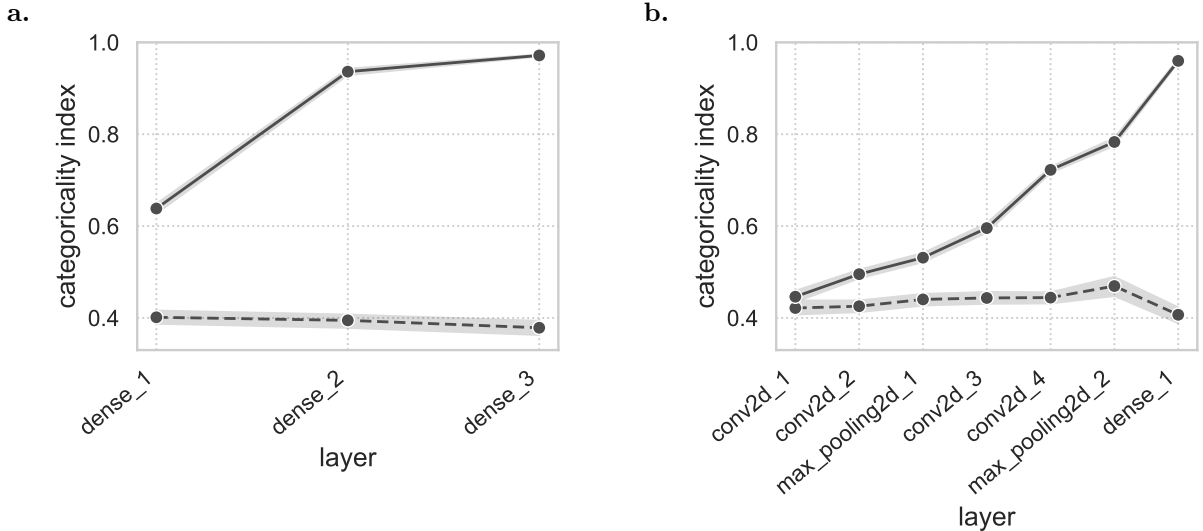 a.
categoricality index
1.0
0.8
0.6
0.4
dense_1
dense_2
dense_3
layer
b.
categoricality index
1.0
0.8
0.6
0.4
conv2d_1
conv2d_2
max_pooling2d_1
conv2d_3
conv2d_4
max_pooling2d_2
dense_1
layer